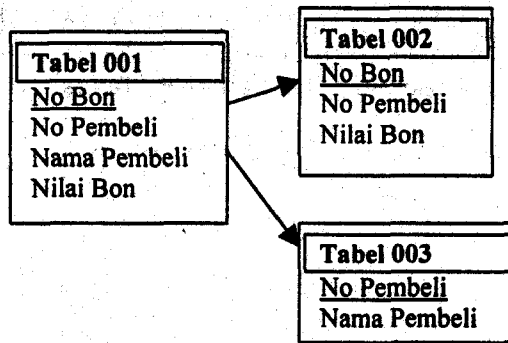 Tabel 001
No Bon
No Pembeli
Nama Pembeli
Nilai Bon
Tabel 002
No Bon
No Pembeli
Nilai Bon
Tabel 003
No Pembeli
Nama Pembeli